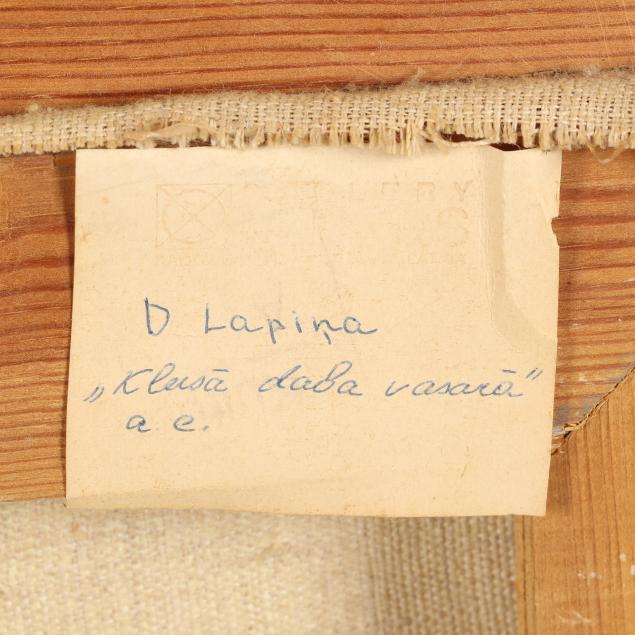 D Lapiņa
„Klusā daba vasarā"
a. e.